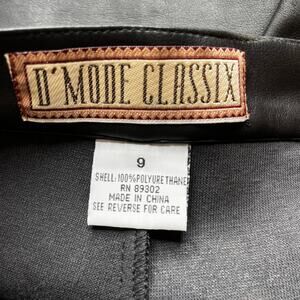 D'MODE CLASSIX
9
SHELL: 100% POLYURETHANE
RN 89302
MADE IN CHINA
SEE REVERSE FOR CARE